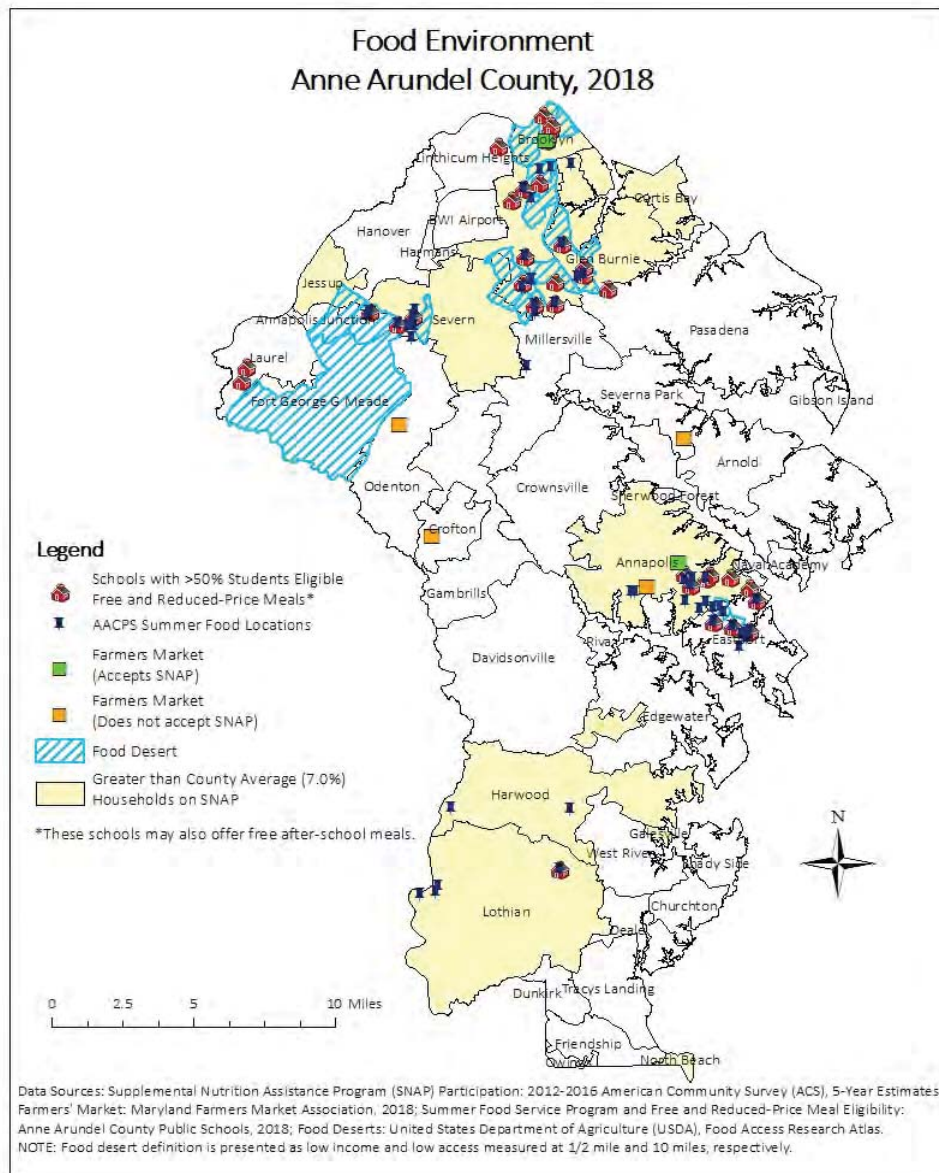 Food Environment
Anne Arundel County, 2018
Brooklyn
Linthicum Heights
Curtis Bay
BWI Airport
Hanover
Harmans
Glen Burnie
Jessup
Annapolis Junction
Severn
Pasadena
Millersville
Laurel
Severna Park
Gibson Island
Fort George G Meade
Arnold
Odenton
Crownsville
Sherwood Forest
Crofton
Annapolis
Naval Academy
Gambrills
Riva
Eastport
Davidsonville
Edgewater
Harwood
Galesville
West River
Shady Side
Churchton
Lothian
Deale
Dunkirk
Tracys Landing
Friendship
Owings
North Beach
N
Legend
Schools with >50% Students Eligible
Free and Reduced-Price Meals*
AACPS Summer Food Locations
Farmers Market
(Accepts SNAP)
Farmers Market
(Does not accept SNAP)
Food Desert
Greater than County Average (7.0%)
Households on SNAP
*These schools may also offer free after-school meals.
0 2.5 5 10 Miles
Data Sources: Supplemental Nutrition Assistance Program (SNAP) Participation: 2012-2016 American Community Survey (ACS), 5-Year Estimates
Farmers' Market: Maryland Farmers Market Association, 2018; Summer Food Service Program and Free and Reduced-Price Meal Eligibility:
Anne Arundel County Public Schools, 2018; Food Deserts: United States Department of Agriculture (USDA), Food Access Research Atlas.
NOTE: Food desert definition is presented as low income and low access measured at 1/2 mile and 10 miles, respectively.